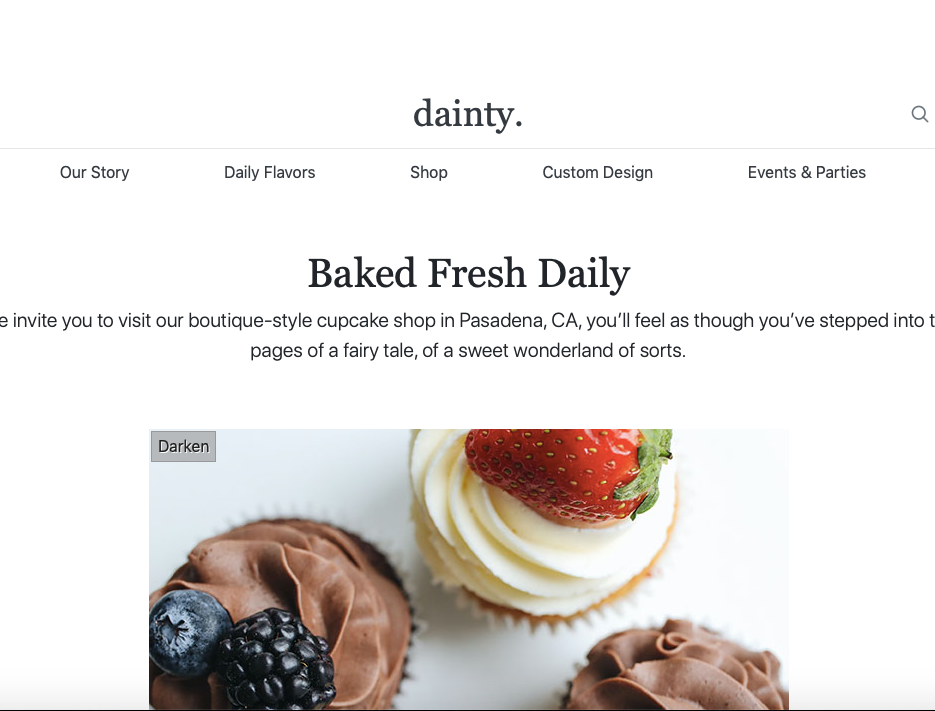 dainty.
Our Story Daily Flavors Shop Custom Design Events & Parties
Baked Fresh Daily
e invite you to visit our boutique-style cupcake shop in Pasadena, CA, you’ll feel as though you’ve stepped into t
pages of a fairy tale, of a sweet wonderland of sorts.
Darken